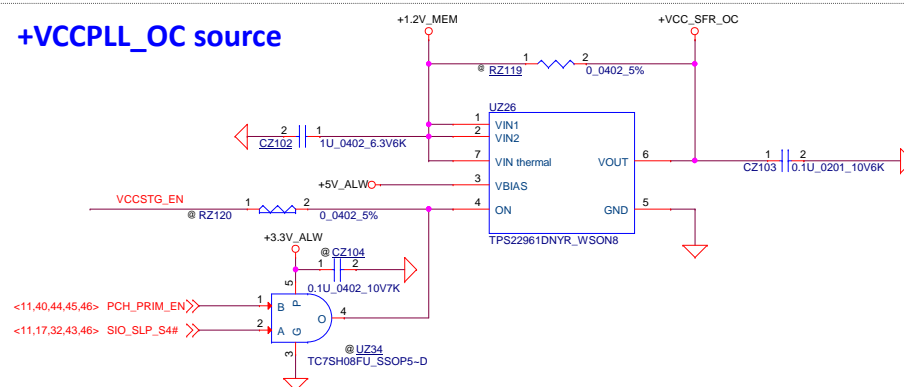 +VCCPLL_OC source
+1.2V_MEM
+VCC_SFR_OC
@ RZ119
1
2
0_0402_5%
UZ26
1
2
7
3
4
VIN1
VIN2
VIN thermal
VBIAS
ON
VOUT
GND
6
5
TPS22961DNYR_WSON8
2
1
CZ102
1U_0402_6.3V6K
1
2
CZ103
0.1U_0201_10V6K
+5V_ALW
VCCSTG_EN
1
2
@ RZ120
0_0402_5%
+3.3V_ALW
@ CZ104
1
2
0.1U_0402_10V7K
5
<11,40,44,45,46> PCH_PRIM_EN
1
B
P
O
4
<11,17,32,43,46> SIO_SLP_S4#
2
A
G
3
@ UZ34
TC7SH08FU_SSOP5~D